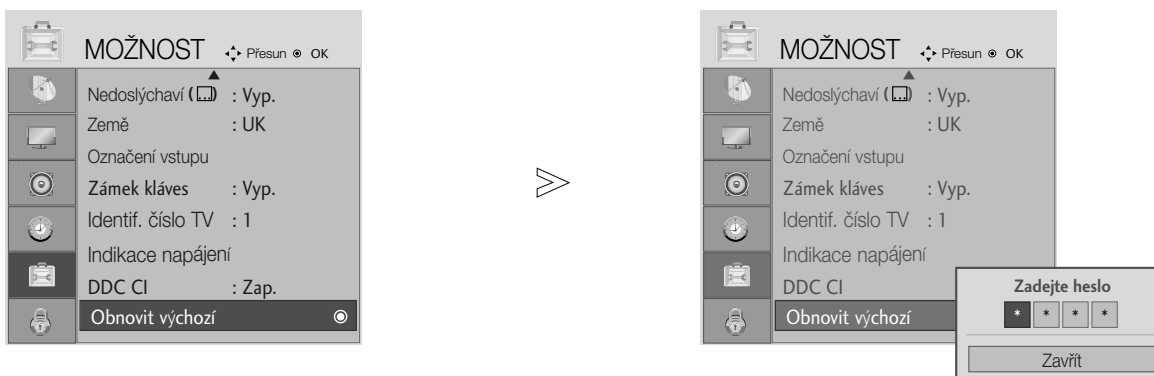 MOŽNOST Přesun OK
Nedoslýchaví ( ) : Vyp.
Země : UK
Označení vstupu
Zámek kláves : Vyp.
Identif. číslo TV : 1
Indikace napájení
DDC CI : Zap.
Obnovit výchozí
MOŽNOST Přesun OK
Nedoslýchaví ( ) : Vyp.
Země : UK
Označení vstupu
Zámek kláves : Vyp.
Identif. číslo TV : 1
Indikace napájení
DDC CI
Obnovit výchozí
Zadejte heslo
* * * *
Zavřít